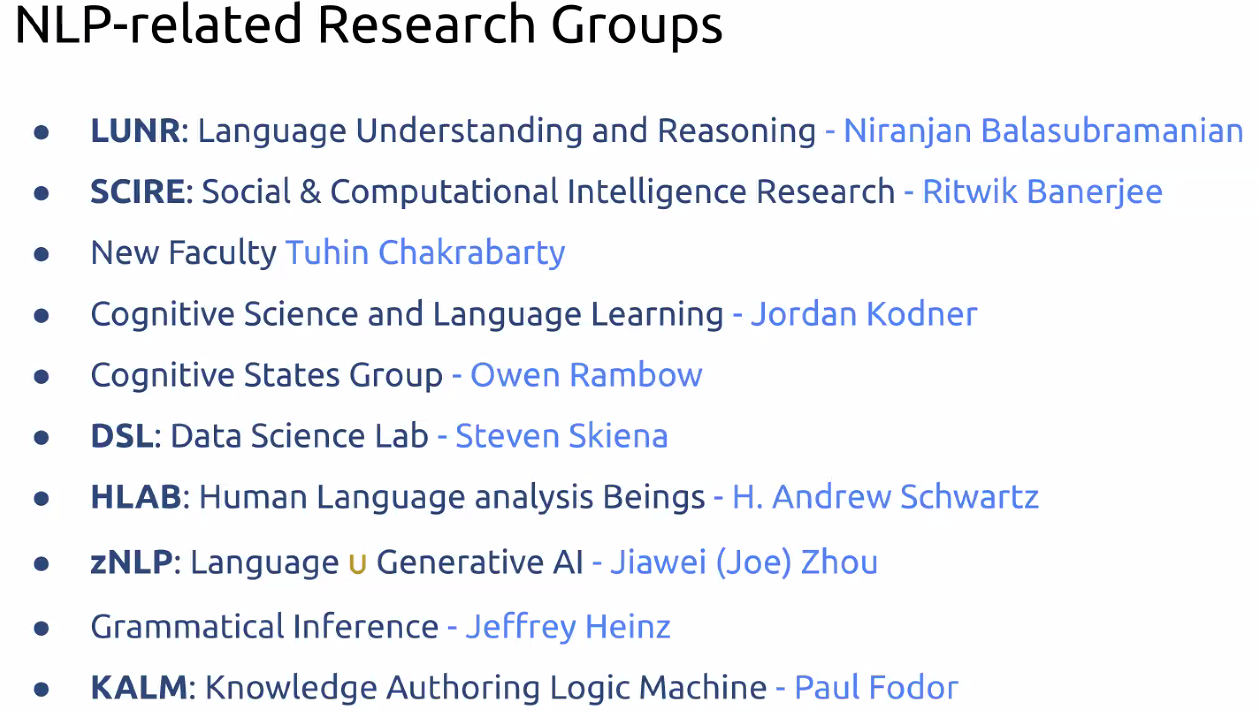 NLP-related Research Groups
● LUNR: Language Understanding and Reasoning - Niranjan Balasubramanian
● SCIRE: Social & Computational Intelligence Research - Ritwik Banerjee
● New Faculty Tuhin Chakrabarty
● Cognitive Science and Language Learning - Jordan Kodner
● Cognitive States Group - Owen Rambow
● DSL: Data Science Lab - Steven Skiena
● HLAB: Human Language analysis Beings - H. Andrew Schwartz
● zNLP: Language ∪ Generative AI - Jiawei (Joe) Zhou
● Grammatical Inference - Jeffrey Heinz
● KALM: Knowledge Authoring Logic Machine - Paul Fodor